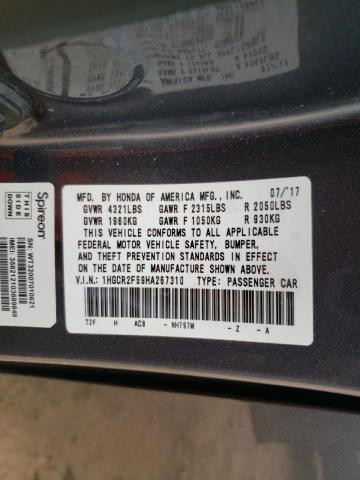 MFD. BY HONDA OF AMERICA MFG., INC. 07/'17
GVWR 4321LBS GAWR F 2315LBS R 2050LBS
GVWR 1960KG GAWR F 1050KG R 930KG
THIS VEHICLE CONFORMS TO ALL APPLICABLE
FEDERAL MOTOR VEHICLE SAFETY, BUMPER,
AND THEFT PREVENTION STANDARDS IN EFFECT
ON THE DATE OF MANUFACTURE SHOWN ABOVE.
V.I.N.: 1HGCR2F59HA287310 TYPE: PASSENGER CAR
T2F H AC8 - NH797M - Z - A
Spireon
THIS
SIDE
DOWN